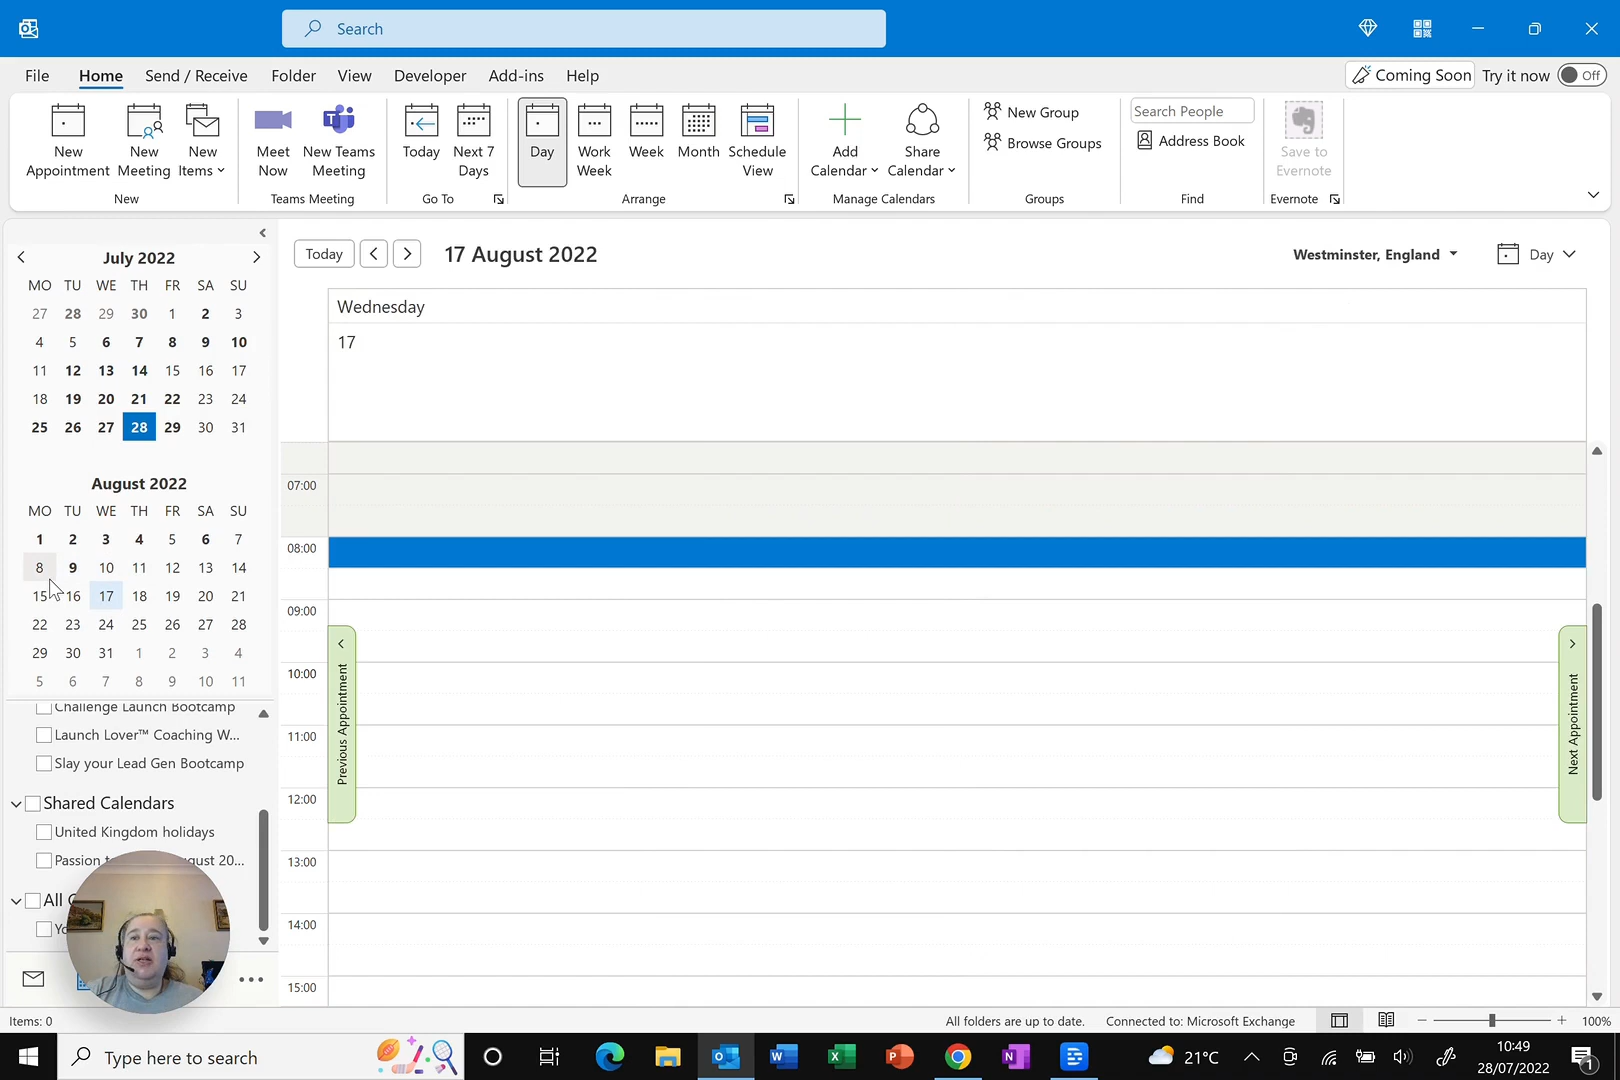 Search
File Home Send / Receive Folder View Developer Add-ins Help
Coming Soon Try it now Off
New Appointment
New Meeting
New Items
New
Meet Now
New Teams Meeting
Teams Meeting
Today
Next 7 Days
Go To
Day
Work Week
Week
Month
Schedule View
Arrange
Add Calendar
Share Calendar
Manage Calendars
New Group
Browse Groups
Groups
Search People
Address Book
Find
Save to Evernote
Evernote
July 2022
MO TU WE TH FR SA SU
27 28 29 30 1 2 3
4 5 6 7 8 9 10
11 12 13 14 15 16 17
18 19 20 21 22 23 24
25 26 27 28 29 30 31
August 2022
MO TU WE TH FR SA SU
1 2 3 4 5 6 7
8 9 10 11 12 13 14
15 16 17 18 19 20 21
22 23 24 25 26 27 28
29 30 31 1 2 3 4
5 6 7 8 9 10 11
Challenge Launch Bootcamp
Launch Lover™ Coaching W...
Slay your Lead Gen Bootcamp
Shared Calendars
United Kingdom holidays
Passion 20...
All
Today 17 August 2022
Westminster, England
Day
Wednesday
17
07:00
08:00
09:00
10:00
11:00
12:00
13:00
14:00
15:00
Previous Appointment
Next Appointment
Items: 0
All folders are up to date. Connected to: Microsoft Exchange
100%
Type here to search
21°C
10:49
28/07/2022
1